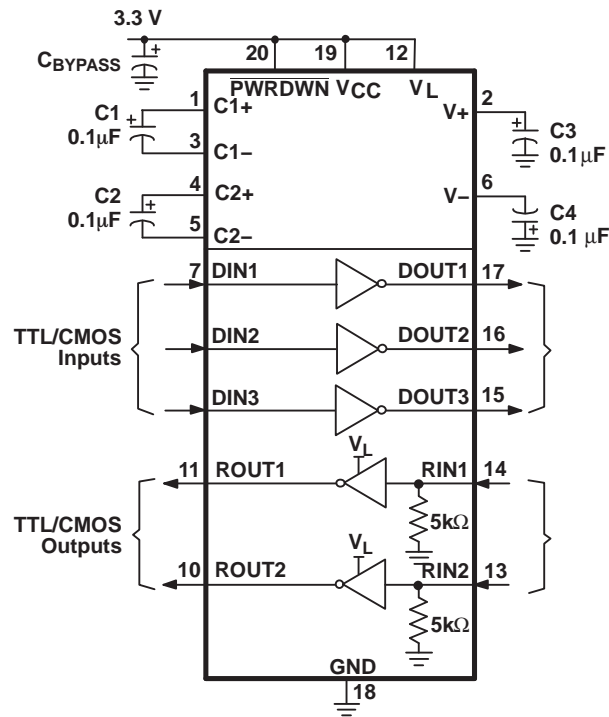 3.3 V
20 19 12
CBYPASS +
PWRDWN VCC VL
C1 + 0.1µF
1 C1+
3 C1–
V+ 2
+ C3 0.1µF
C2 + 0.1µF
4 C2+
5 C2–
V– 6
C4 + 0.1 µF
7 DIN1 DOUT1 17
TTL/CMOS Inputs
DIN2 DOUT2 16
DIN3 DOUT3 15
VL
11 ROUT1 RIN1 14
TTL/CMOS Outputs
5kΩ
VL
10 ROUT2 RIN2 13
5kΩ
GND
18